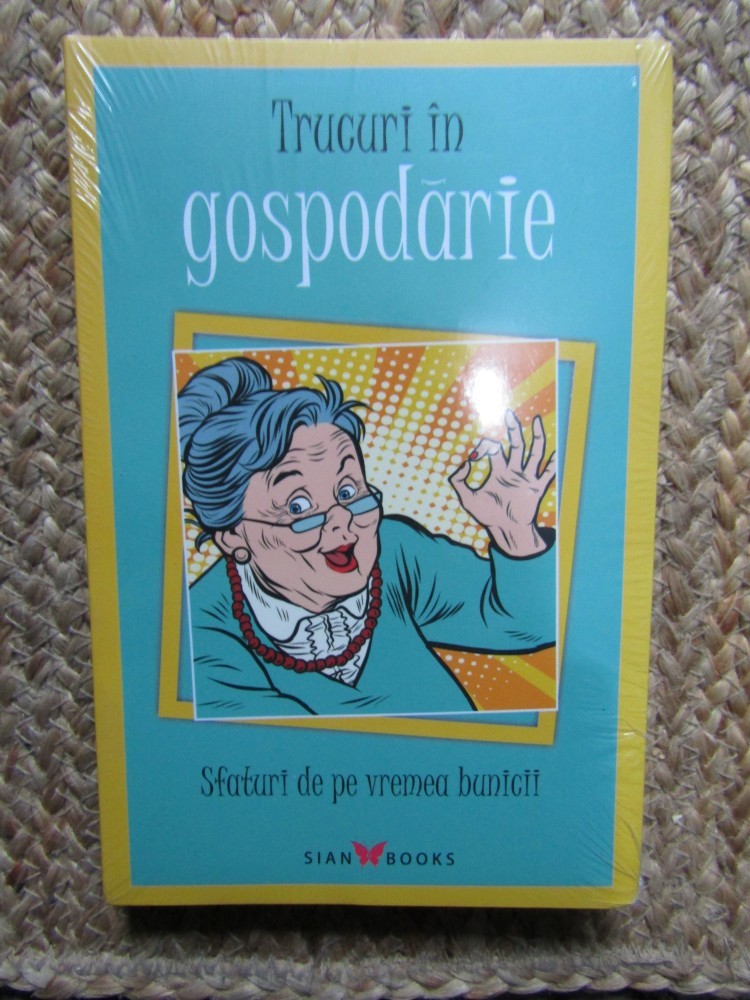 Trucuri în
gospodărie
Sfaturi de pe vremea bunicii
SIAN BOOKS